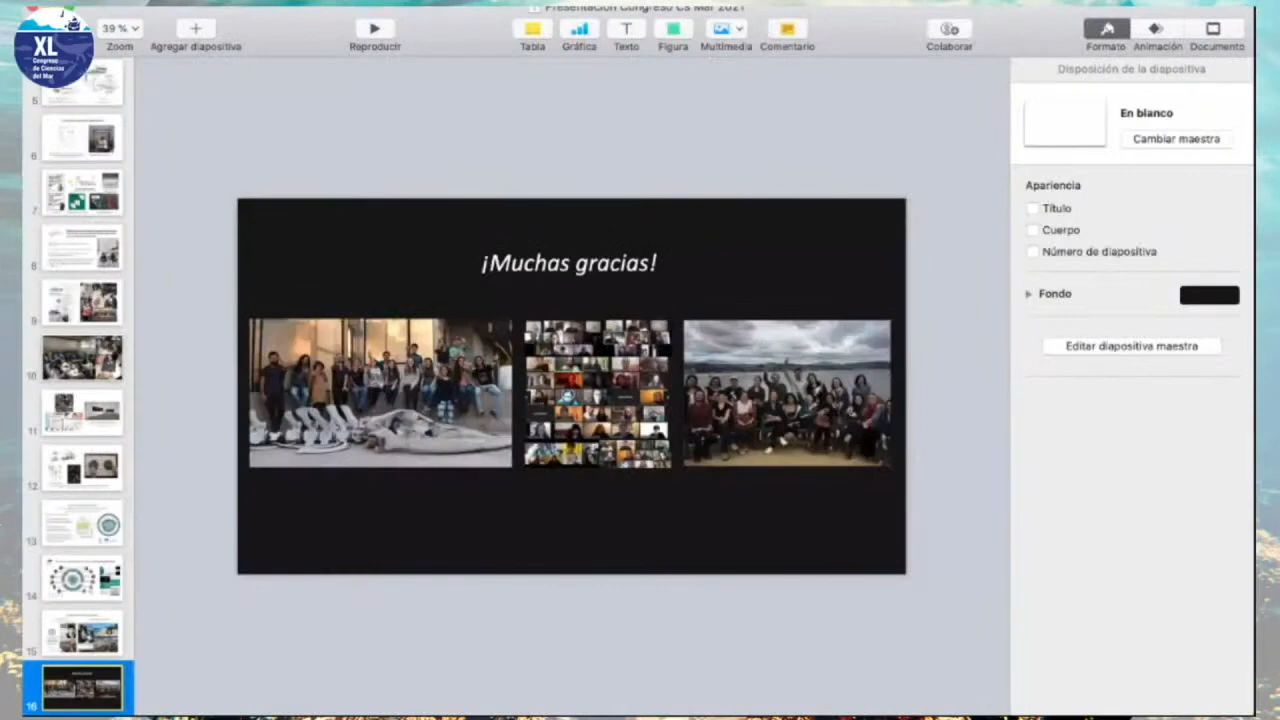 Presentación Congreso Cs Mar 2021
XL
Congreso
de Ciencias
del Mar
39 %
Zoom
Agregar diapositiva
Reproducir
Tabla
Gráfica
Texto
Figura
Multimedia
Comentario
Colaborar
Formato
Animación
Documento
5
6
7
8
9
10
11
12
13
14
15
16
¡Muchas gracias!
Disposición de la diapositiva
En blanco
Cambiar maestra
Apariencia
Título
Cuerpo
Número de diapositiva
Fondo
Editar diapositiva maestra